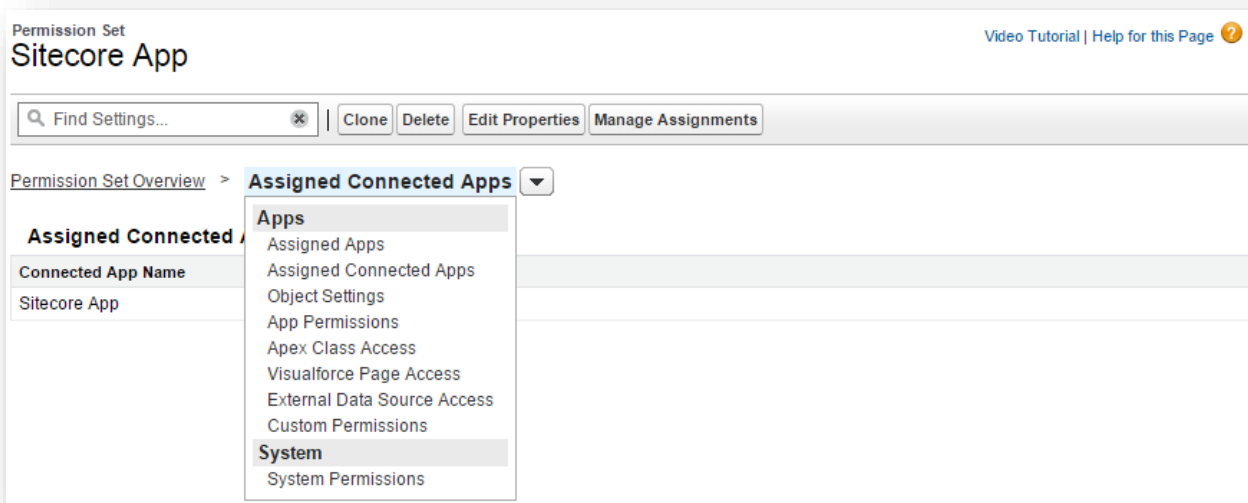 Permission Set
Sitecore App
Video Tutorial | Help for this Page
Find Settings...
Clone Delete Edit Properties Manage Assignments
Permission Set Overview > Assigned Connected Apps
Apps
Assigned Connected
Assigned Apps
Connected App Name
Assigned Connected Apps
Object Settings
Sitecore App
App Permissions
Apex Class Access
Visualforce Page Access
External Data Source Access
Custom Permissions
System
System Permissions